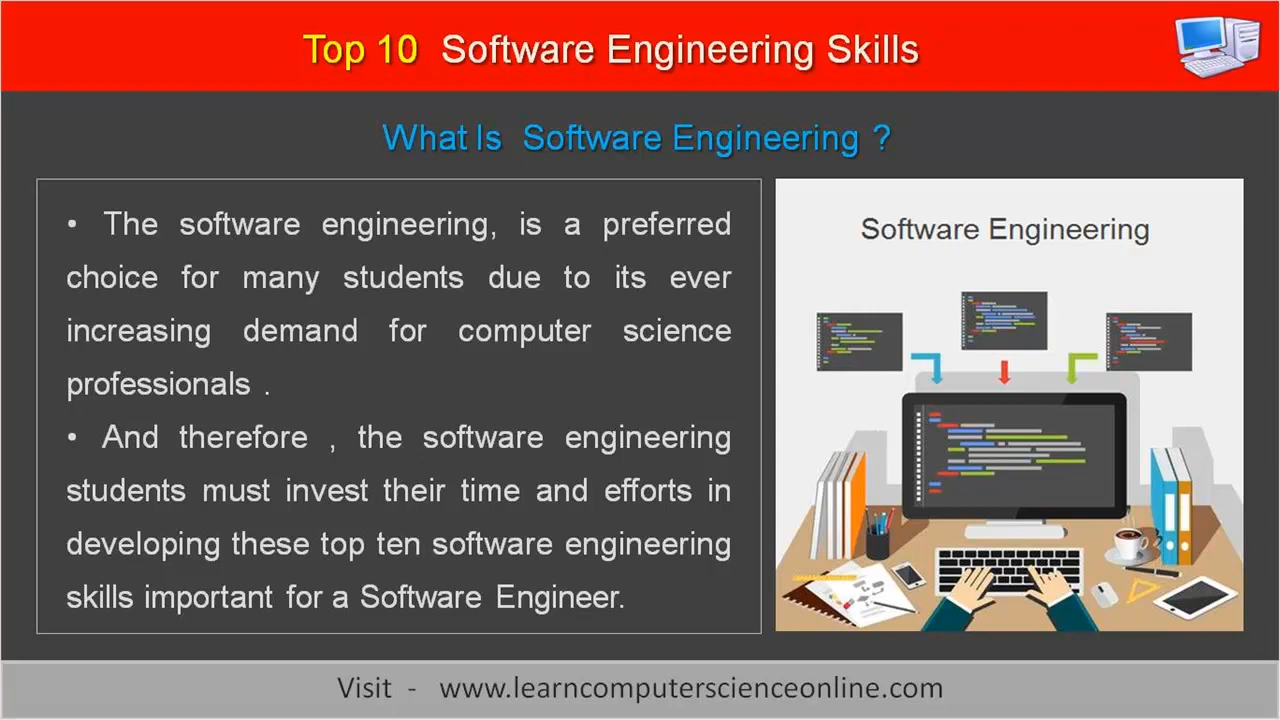 Top 10 Software Engineering Skills
What Is Software Engineering ?
• The software engineering, is a preferred
choice for many students due to its ever
increasing demand for computer science
professionals .
• And therefore , the software engineering
students must invest their time and efforts in
developing these top ten software engineering
skills important for a Software Engineer.
Software Engineering
Visit - www.learncomputerscienceonline.com